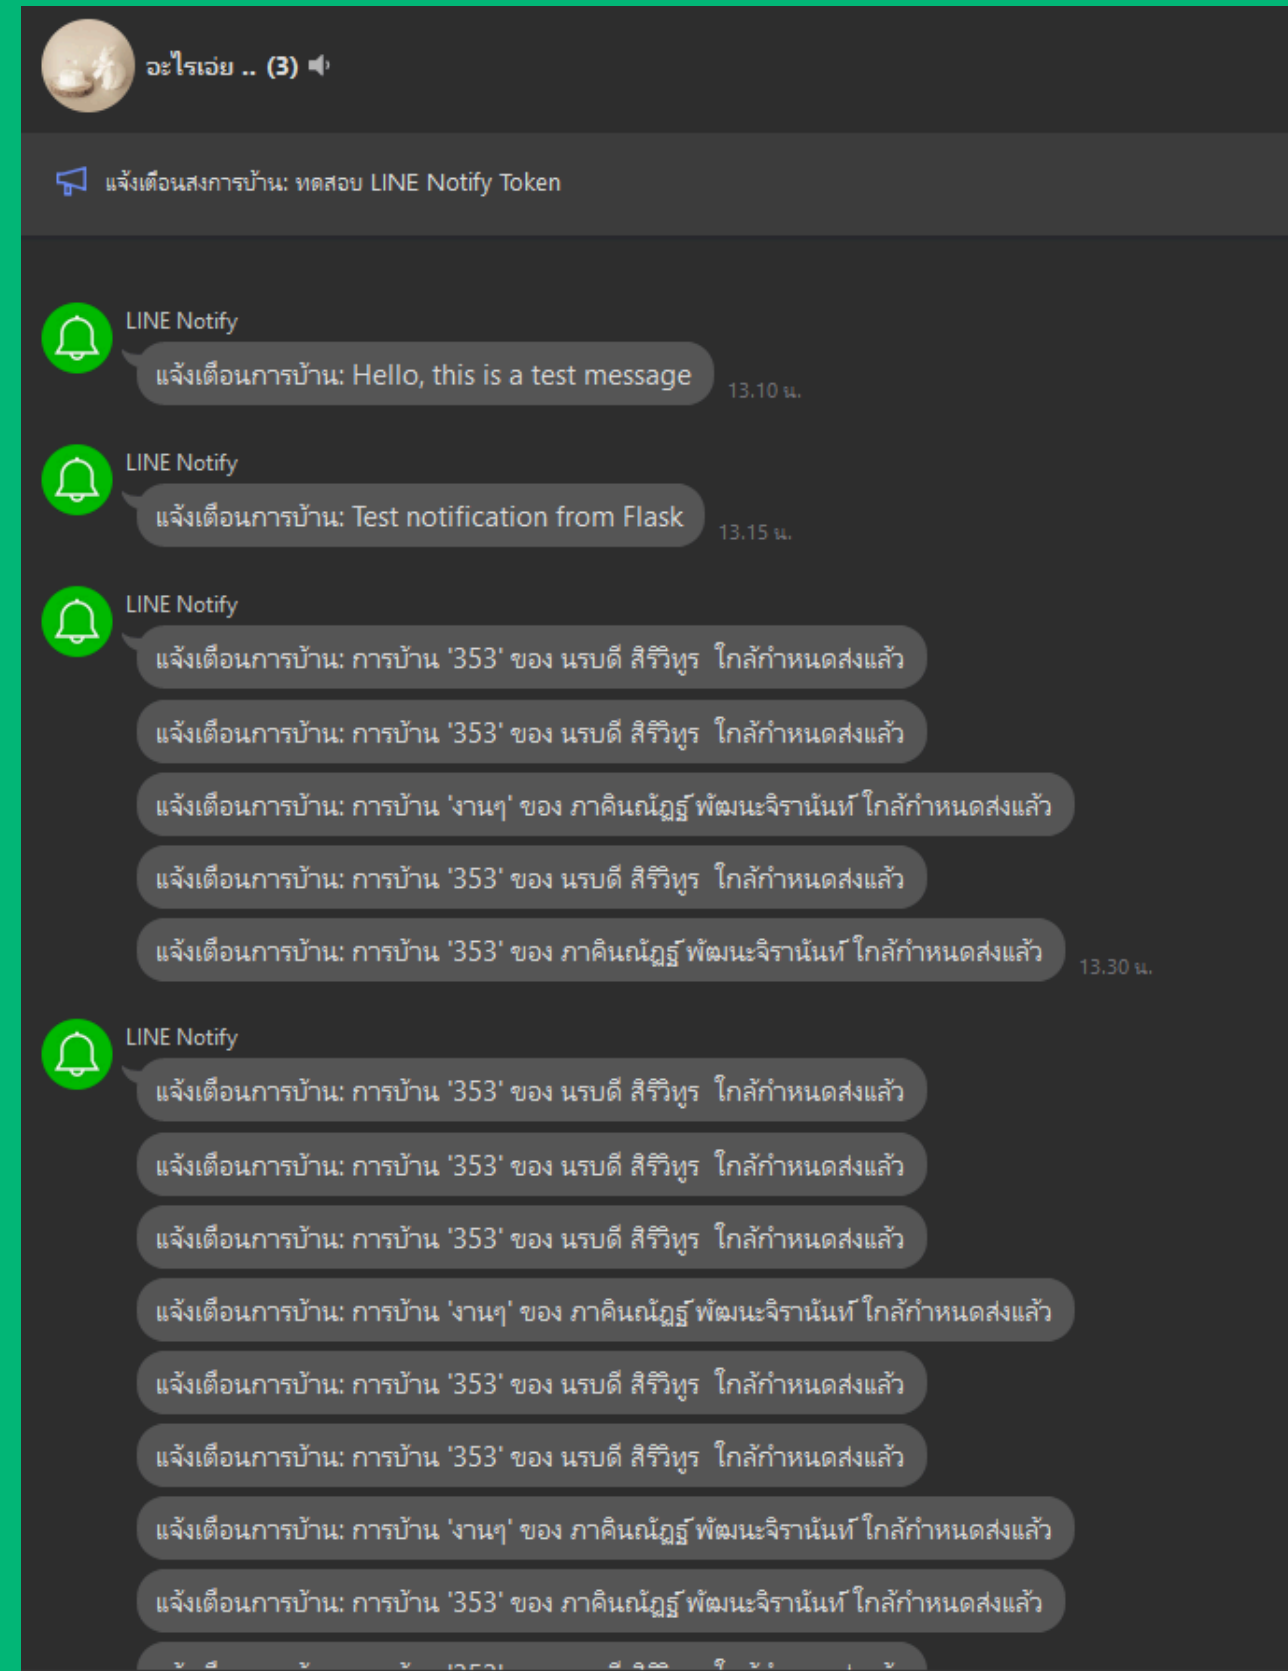 อะไรเอ่ย .. (3)
แจ้งเตือนส่งการบ้าน: ทดสอบ LINE Notify Token
LINE Notify
แจ้งเตือนการบ้าน: Hello, this is a test message
13.10 น.
LINE Notify
แจ้งเตือนการบ้าน: Test notification from Flask
13.15 น.
LINE Notify
แจ้งเตือนการบ้าน: การบ้าน '353' ของ นรบดี สิริวิทูร ใกล้กำหนดส่งแล้ว
แจ้งเตือนการบ้าน: การบ้าน '353' ของ นรบดี สิริวิทูร ใกล้กำหนดส่งแล้ว
แจ้งเตือนการบ้าน: การบ้าน 'งานๆ' ของ ภาคินณัฏฐ์ พัฒนะจิรานันท์ ใกล้กำหนดส่งแล้ว
แจ้งเตือนการบ้าน: การบ้าน '353' ของ นรบดี สิริวิทูร ใกล้กำหนดส่งแล้ว
แจ้งเตือนการบ้าน: การบ้าน '353' ของ ภาคินณัฏฐ์ พัฒนะจิรานันท์ ใกล้กำหนดส่งแล้ว
13.30 น.
LINE Notify
แจ้งเตือนการบ้าน: การบ้าน '353' ของ นรบดี สิริวิทูร ใกล้กำหนดส่งแล้ว
แจ้งเตือนการบ้าน: การบ้าน '353' ของ นรบดี สิริวิทูร ใกล้กำหนดส่งแล้ว
แจ้งเตือนการบ้าน: การบ้าน '353' ของ นรบดี สิริวิทูร ใกล้กำหนดส่งแล้ว
แจ้งเตือนการบ้าน: การบ้าน 'งานๆ' ของ ภาคินณัฏฐ์ พัฒนะจิรานันท์ ใกล้กำหนดส่งแล้ว
แจ้งเตือนการบ้าน: การบ้าน '353' ของ นรบดี สิริวิทูร ใกล้กำหนดส่งแล้ว
แจ้งเตือนการบ้าน: การบ้าน '353' ของ นรบดี สิริวิทูร ใกล้กำหนดส่งแล้ว
แจ้งเตือนการบ้าน: การบ้าน 'งานๆ' ของ ภาคินณัฏฐ์ พัฒนะจิรานันท์ ใกล้กำหนดส่งแล้ว
แจ้งเตือนการบ้าน: การบ้าน '353' ของ ภาคินณัฏฐ์ พัฒนะจิรานันท์ ใกล้กำหนดส่งแล้ว